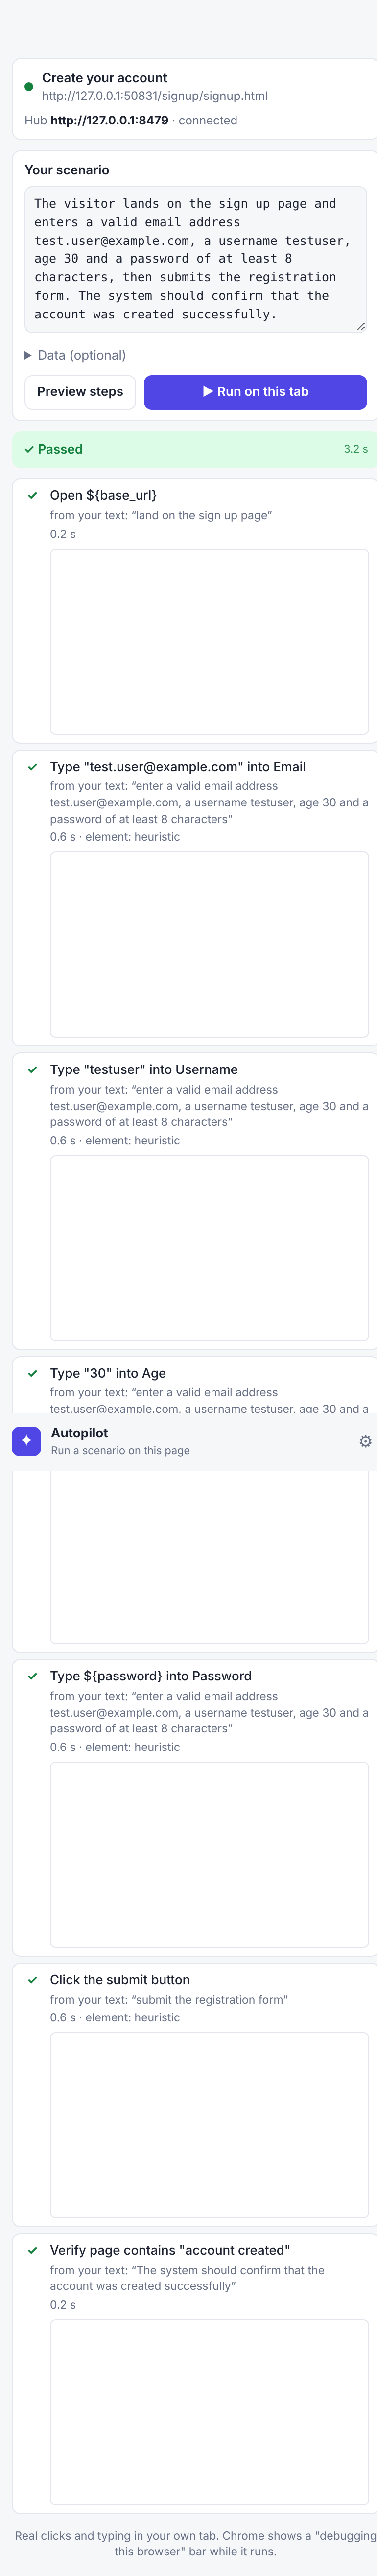 Create your account
http://127.0.0.1:50831/signup/signup.html
Hub http://127.0.0.1:8479 · connected
Your scenario
The visitor lands on the sign up page and
enters a valid email address
test.user@example.com, a username testuser,
age 30 and a password of at least 8
characters, then submits the registration
form. The system should confirm that the
account was created successfully.
▶ Data (optional)
Preview steps
▶ Run on this tab
✓ Passed
3.2 s
✓ Open ${base_url}
from your text: “land on the sign up page”
0.2 s
✓ Type "test.user@example.com" into Email
from your text: “enter a valid email address
test.user@example.com, a username testuser, age 30 and a
password of at least 8 characters”
0.6 s · element: heuristic
✓ Type "testuser" into Username
from your text: “enter a valid email address
test.user@example.com, a username testuser, age 30 and a
password of at least 8 characters”
0.6 s · element: heuristic
✓ Type "30" into Age
from your text: “enter a valid email address
test.user@example.com, a username testuser, age 30 and a
Autopilot
Run a scenario on this page
✓ Type ${password} into Password
from your text: “enter a valid email address
test.user@example.com, a username testuser, age 30 and a
password of at least 8 characters”
0.6 s · element: heuristic
✓ Click the submit button
from your text: “submit the registration form”
0.6 s · element: heuristic
✓ Verify page contains "account created"
from your text: “The system should confirm that the
account was created successfully”
0.2 s
Real clicks and typing in your own tab. Chrome shows a "debugging
this browser" bar while it runs.